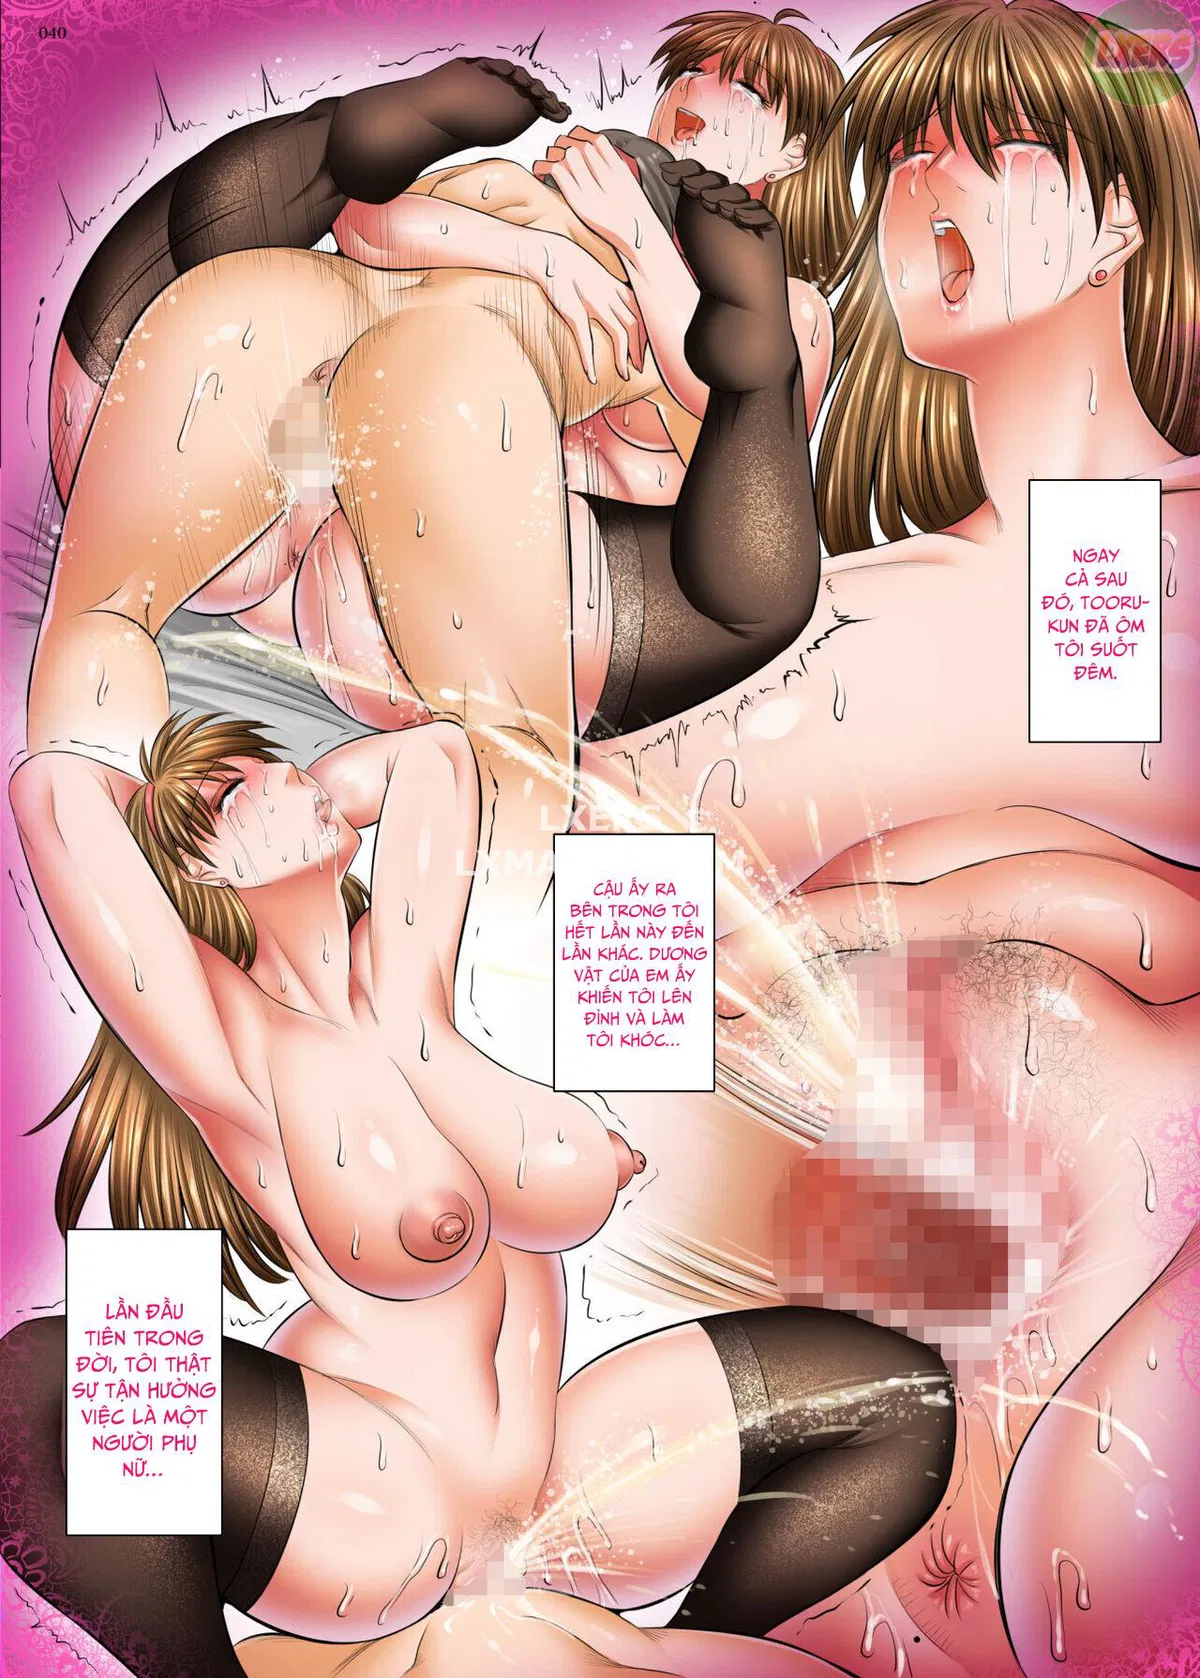 040
LXERS
NGAY
CẢ SAU
ĐÓ, TOORU-
KUN ĐÃ ÔM
TÔI SUỐT
ĐÊM.
CẬU ẤY RA
BÊN TRONG TÔI
HẾT LẦN NÀY ĐẾN
LẦN KHÁC. DƯƠNG
VẬT CỦA EM ẤY
KHIẾN TÔI LÊN
ĐỈNH VÀ LÀM
TÔI KHÓC...
LẦN ĐẦU
TIÊN TRONG
ĐỜI, TÔI THẬT
SỰ TẬN HƯỞNG
VIỆC LÀ MỘT
NGƯỜI PHỤ
NỮ...